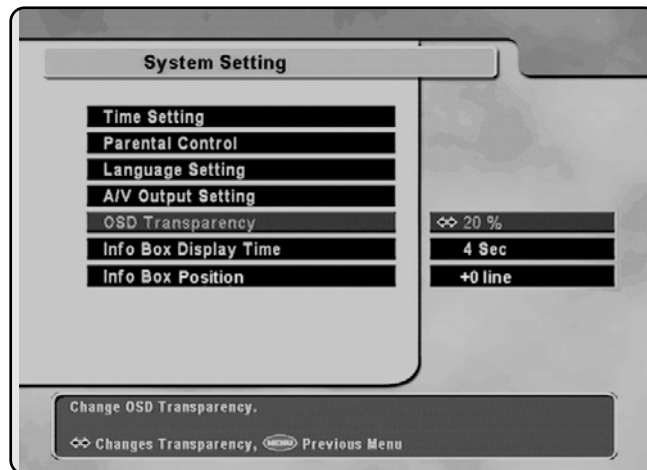 System Setting
Time Setting
Parental Control
Language Setting
A/V Output Setting
OSD Transparency 20 %
Info Box Display Time 4 Sec
Info Box Position +0 line
Change OSD Transparency.
Changes Transparency, MENU Previous Menu